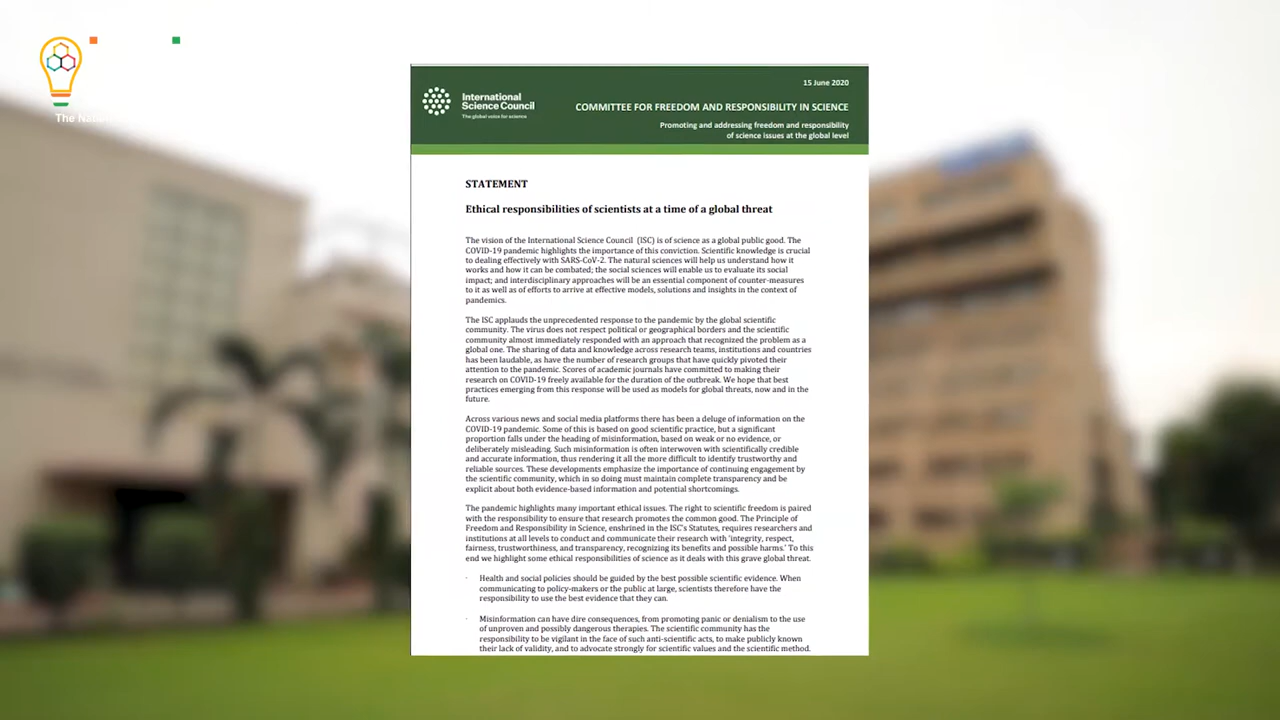 The
15 June 2020
International
Science Council
The global voice for science
COMMITTEE FOR FREEDOM AND RESPONSIBILITY IN SCIENCE
Promoting and addressing freedom and responsibility
of science issues at the global level
STATEMENT
Ethical responsibilities of scientists at a time of a global threat
The vision of the International Science Council (ISC) is of science as a global public good. The
COVID-19 pandemic highlights the importance of this conviction. Scientific knowledge is crucial
to dealing effectively with SARS-CoV-2. The natural sciences will help us understand how it
works and how it can be combated; the social sciences will enable us to evaluate its social
impact; and interdisciplinary approaches will be an essential component of counter-measures
to it as well as of efforts to arrive at effective models, solutions and insights in the context of
pandemics.
The ISC applauds the unprecedented response to the pandemic by the global scientific
community. The virus does not respect political or geographical borders and the scientific
community almost immediately responded with an approach that recognized the problem as a
global one. The sharing of data and knowledge across research teams, institutions and countries
has been laudable, as have the number of research groups that have quickly pivoted their
attention to the pandemic. Scores of academic journals have committed to making their
research on COVID-19 freely available for the duration of the outbreak. We hope that best
practices emerging from this response will be used as models for global threats, now and in the
future.
Across various news and social media platforms there has been a deluge of information on the
COVID-19 pandemic. Some of this is based on good scientific practice, but a significant
proportion falls under the heading of misinformation, based on weak or no evidence, or
deliberately misleading. Such misinformation is often interwoven with scientifically credible
and accurate information, thus rendering it all the more difficult to identify trustworthy and
reliable sources. These developments emphasize the importance of continuing engagement by
the scientific community, which in so doing must maintain complete transparency and be
explicit about both evidence-based information and potential shortcomings.
The pandemic highlights many important ethical issues. The right to scientific freedom is paired
with the responsibility to ensure that research promotes the common good. The Principle of
Freedom and Responsibility in Science, enshrined in the ISC's Statutes, requires researchers and
institutions at all levels to conduct and communicate their research with 'integrity, respect,
fairness, trustworthiness, and transparency, recognizing its benefits and possible harms.' To this
end we highlight some ethical responsibilities of science as it deals with this grave global threat.
· Health and social policies should be guided by the best possible scientific evidence. When
communicating to policy-makers or the public at large, scientists therefore have the
responsibility to use the best evidence that they can.
· Misinformation can have dire consequences, from promoting panic or denialism to the use
of unproven and possibly dangerous therapies. The scientific community has the
responsibility to be vigilant in the face of such anti-scientific acts, to make publicly known
their lack of validity, and to advocate strongly for scientific values and the scientific method.